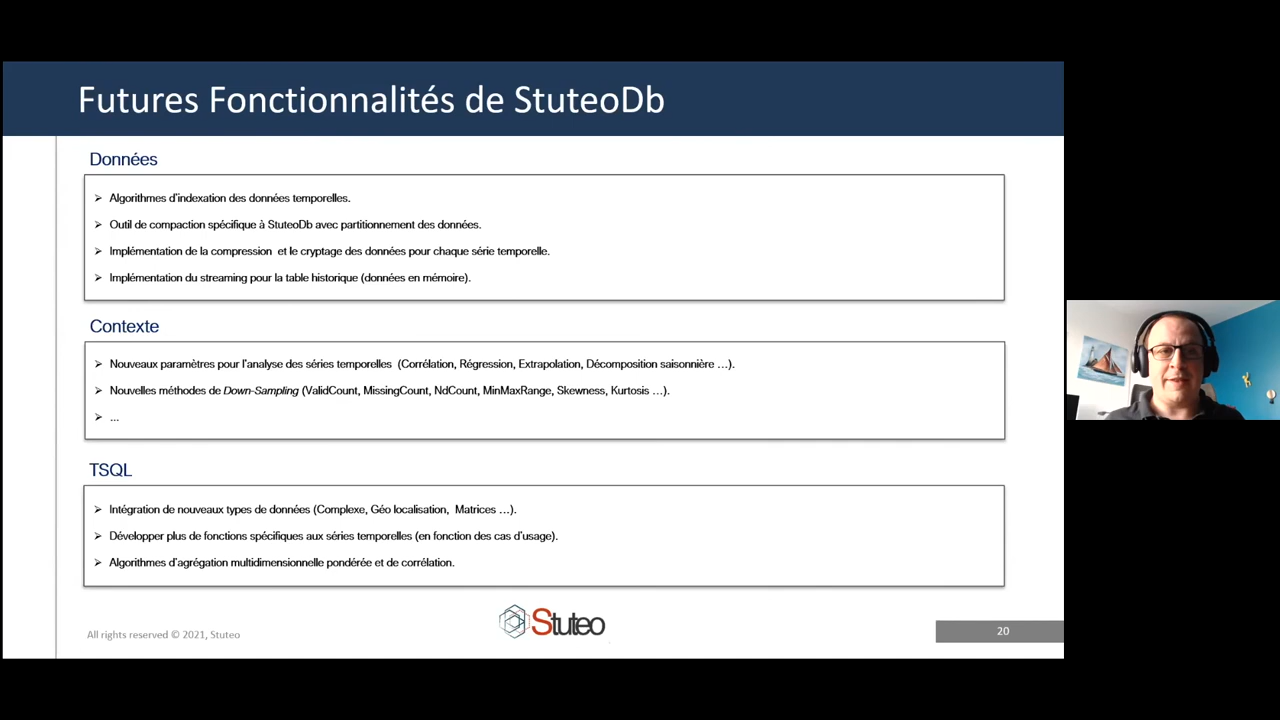 Futures Fonctionnalités de StuteoDb
Données
➢ Algorithmes d'indexation des données temporelles.
➢ Outil de compaction spécifique à StuteoDb avec partitionnement des données.
➢ Implémentation de la compression et le cryptage des données pour chaque série temporelle.
➢ Implémentation du streaming pour la table historique (données en mémoire).
Contexte
➢ Nouveaux paramètres pour l'analyse des séries temporelles (Corrélation, Régression, Extrapolation, Décomposition saisonnière ...).
➢ Nouvelles méthodes de Down-Sampling (ValidCount, MissingCount, NdCount, MinMaxRange, Skewness, Kurtosis ...).
➢ ...
TSQL
➢ Intégration de nouveaux types de données (Complexe, Géo localisation, Matrices ...).
➢ Développer plus de fonctions spécifiques aux séries temporelles (en fonction des cas d'usage).
➢ Algorithmes d'agrégation multidimensionnelle pondérée et de corrélation.
Stuteo
All rights reserved © 2021, Stuteo
20